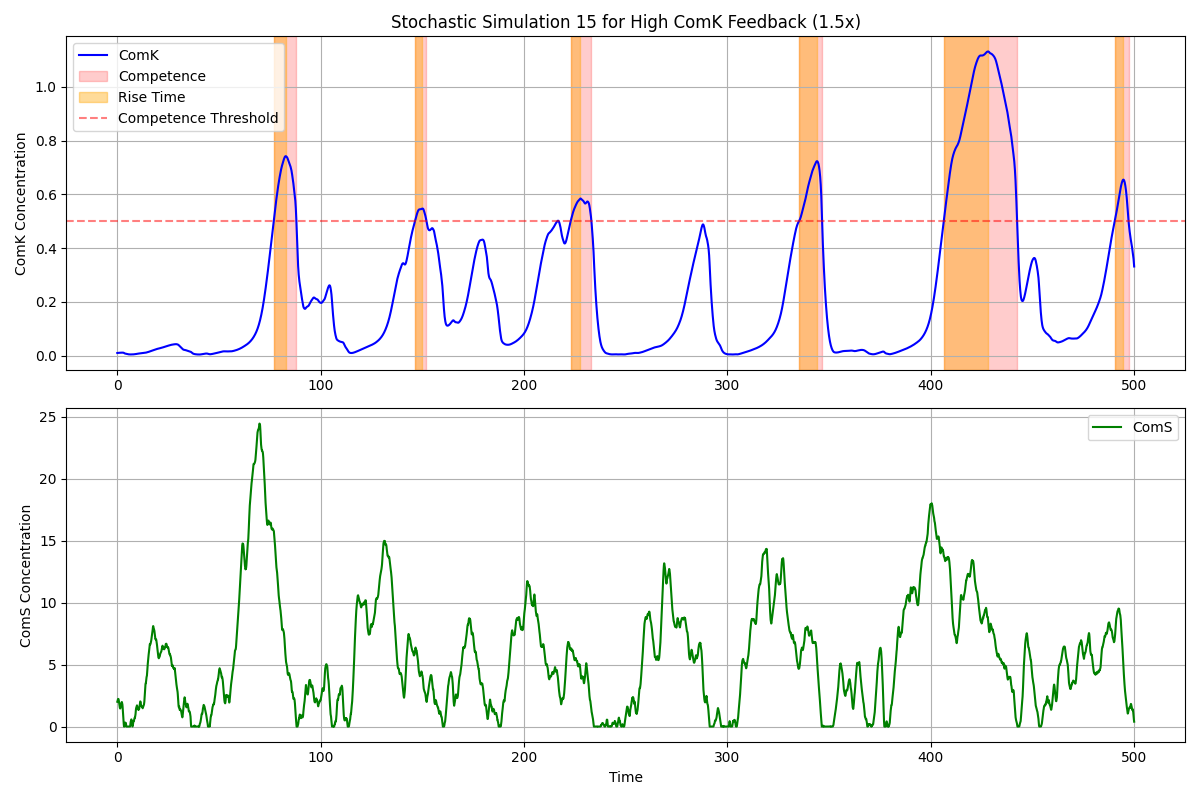 Stochastic Simulation 15 for High ComK Feedback (1.5x)
ComK
Competence
Rise Time
Competence Threshold
ComK Concentration
1.0
0.8
0.6
0.4
0.2
0.0
0 100 200 300 400 500
ComS
ComS Concentration
25
20
15
10
5
0
0 100 200 300 400 500
Time